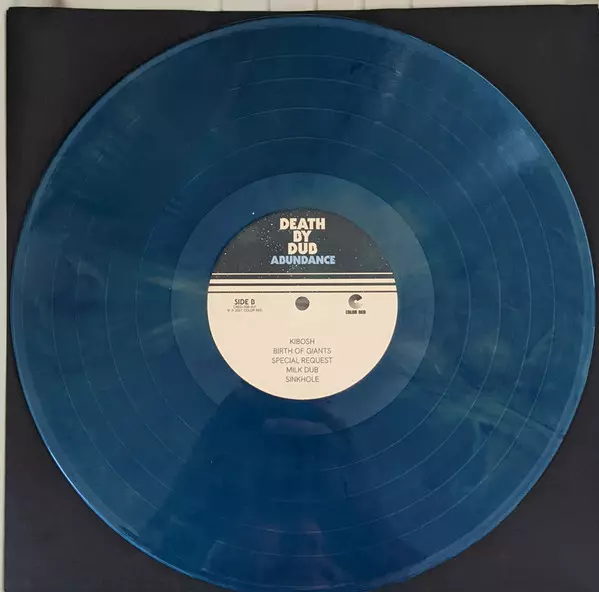 DEATH
BY
DUB
ABUNDANCE
SIDE B
COLOR RED
KIBOSH
BIRTH OF GIANTS
SPECIAL REQUEST
MILK DUB
SINKHOLE